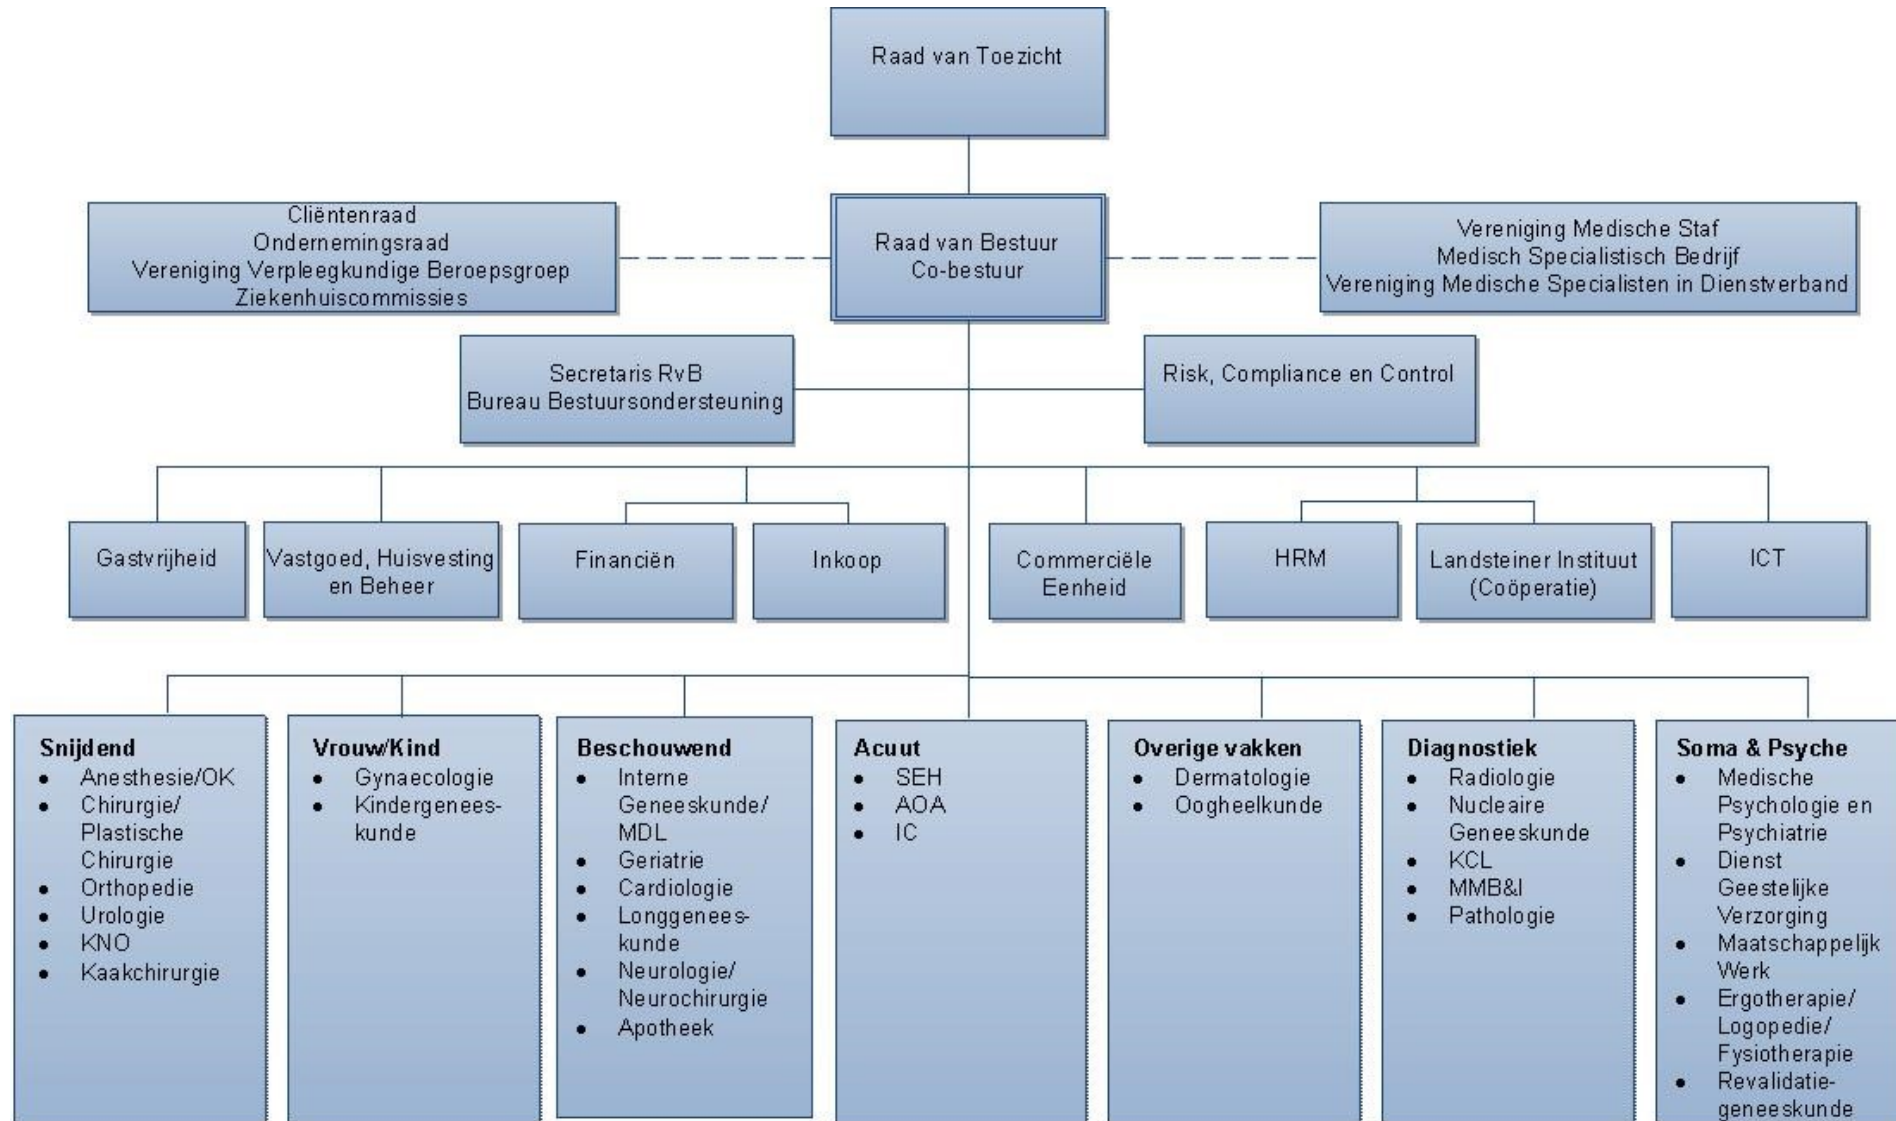 Raad van Toezicht
Cliëntenraad
Ondernemingsraad
Vereniging Verpleegkundige Beroepsgroep
Ziekenhuiscommissies
Raad van Bestuur
Co-bestuur
Vereniging Medische Staf
Medisch Specialistisch Bedrijf
Vereniging Medische Specialisten in Dienstverband
Secretaris RvB
Bureau Bestuursondersteuning
Risk, Compliance en Control
Gastvrijheid
Vastgoed, Huisvesting
en Beheer
Financiën
Inkoop
Commerciële
Eenheid
HRM
Landsteiner Instituut
(Coöperatie)
ICT
Snijdend
• Anesthesie/OK
• Chirurgie/
Plastische
Chirurgie
• Orthopedie
• Urologie
• KNO
• Kaakchirurgie
Vrouw/Kind
• Gynaecologie
• Kindergenees-
kunde
Beschouwend
• Interne
Geneeskunde/
MDL
• Geriatrie
• Cardiologie
• Longgenees-
kunde
• Neurologie/
Neurochirurgie
• Apotheek
Acuut
• SEH
• AOA
• IC
Overige vakken
• Dermatologie
• Oogheelkunde
Diagnostiek
• Radiologie
• Nucleaire
Geneeskunde
• KCL
• MMB&I
• Pathologie
Soma & Psyche
• Medische
Psychologie en
Psychiatrie
• Dienst
Geestelijke
Verzorging
• Maatschappelijk
Werk
• Ergotherapie/
Logopedie/
Fysiotherapie
• Revalidatie-
geneeskunde